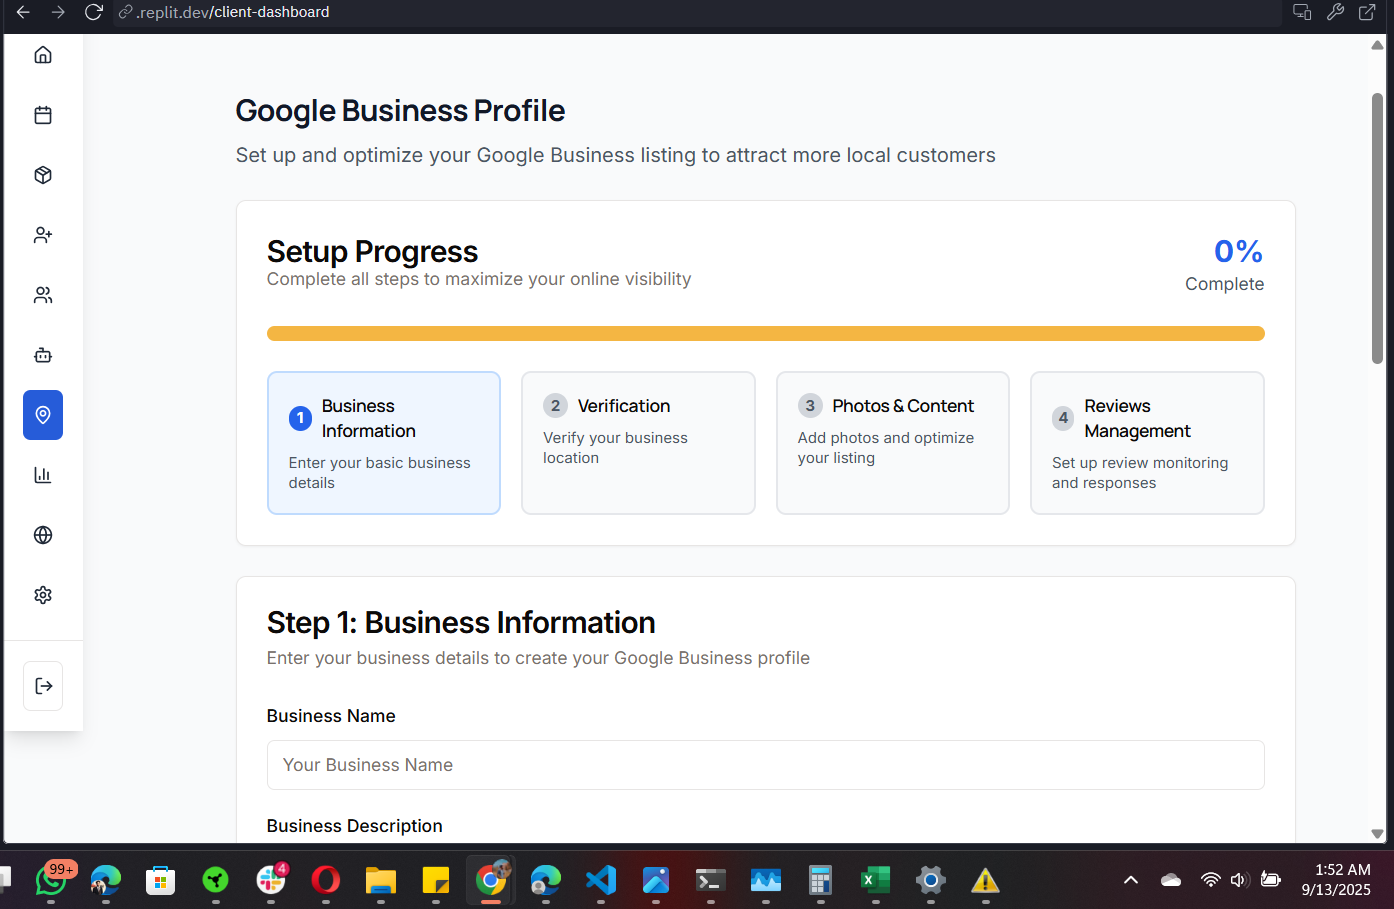 .replit.dev/client-dashboard
Google Business Profile
Set up and optimize your Google Business listing to attract more local customers
Setup Progress
0%
Complete all steps to maximize your online visibility
Complete
1
Business
Information
Enter your basic business
details
2
Verification
Verify your business
location
3
Photos & Content
Add photos and optimize
your listing
4
Reviews
Management
Set up review monitoring
and responses
Step 1: Business Information
Enter your business details to create your Google Business profile
Business Name
Your Business Name
Business Description
99+
4
1:52 AM
9/13/2025